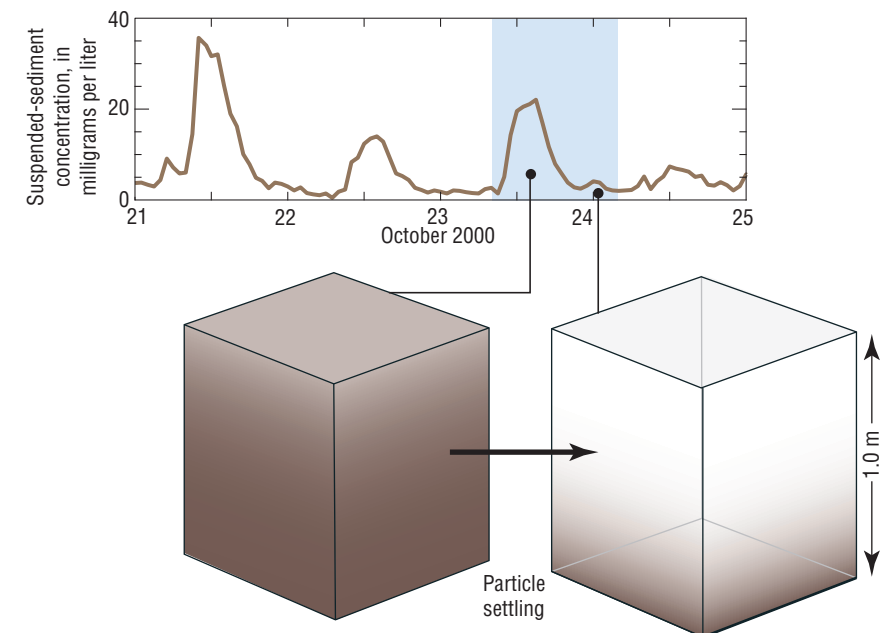 Suspended-sediment
concentration, in
milligrams per liter
40
20
0
21
22
23
24
25
October 2000
1.0 m
Particle
settling